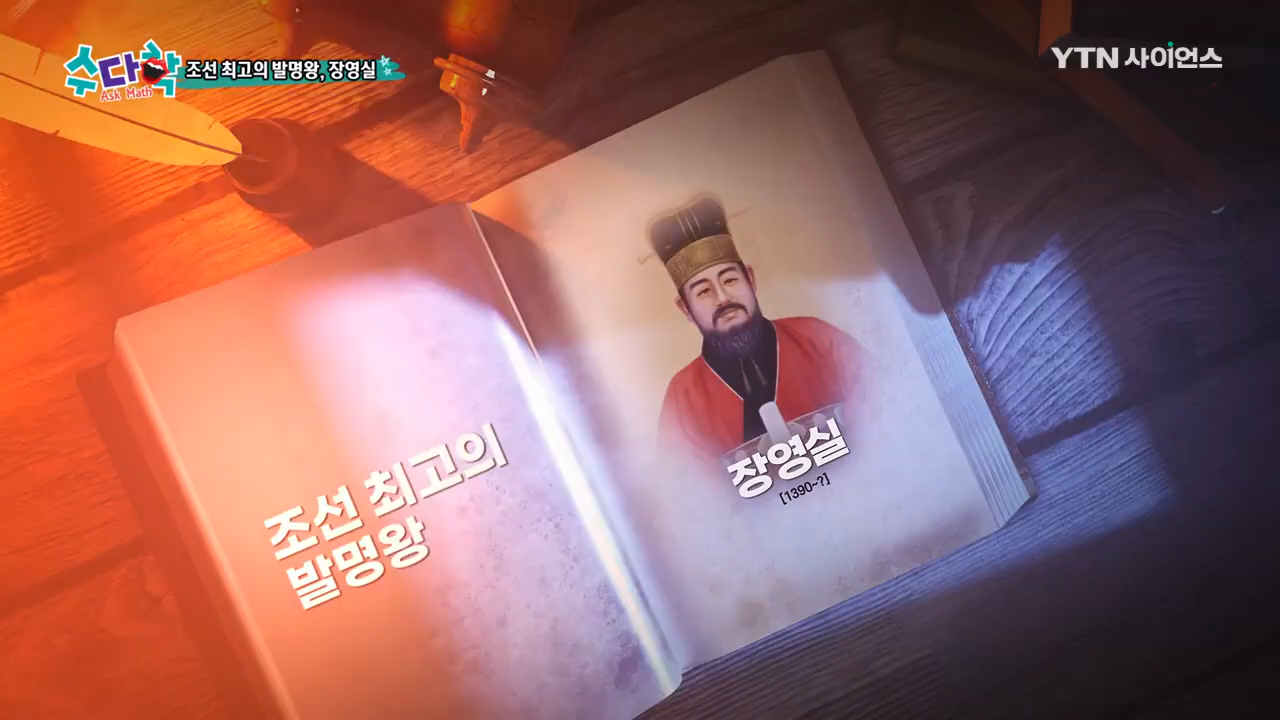 수다학
Ask Math
조선 최고의 발명왕, 장영실
YTN 사이언스
조선 최고의
발명왕
장영실
[1390~?]